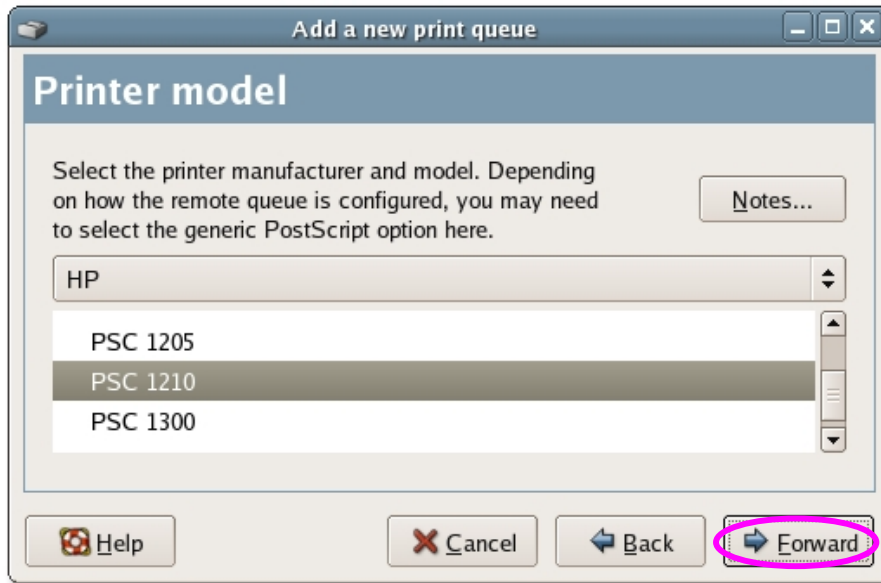 Add a new print queue
Printer model
Select the printer manufacturer and model. Depending
on how the remote queue is configured, you may need
to select the generic PostScript option here.
Notes...
HP
PSC 1205
PSC 1210
PSC 1300
Help
Cancel
Back
Forward